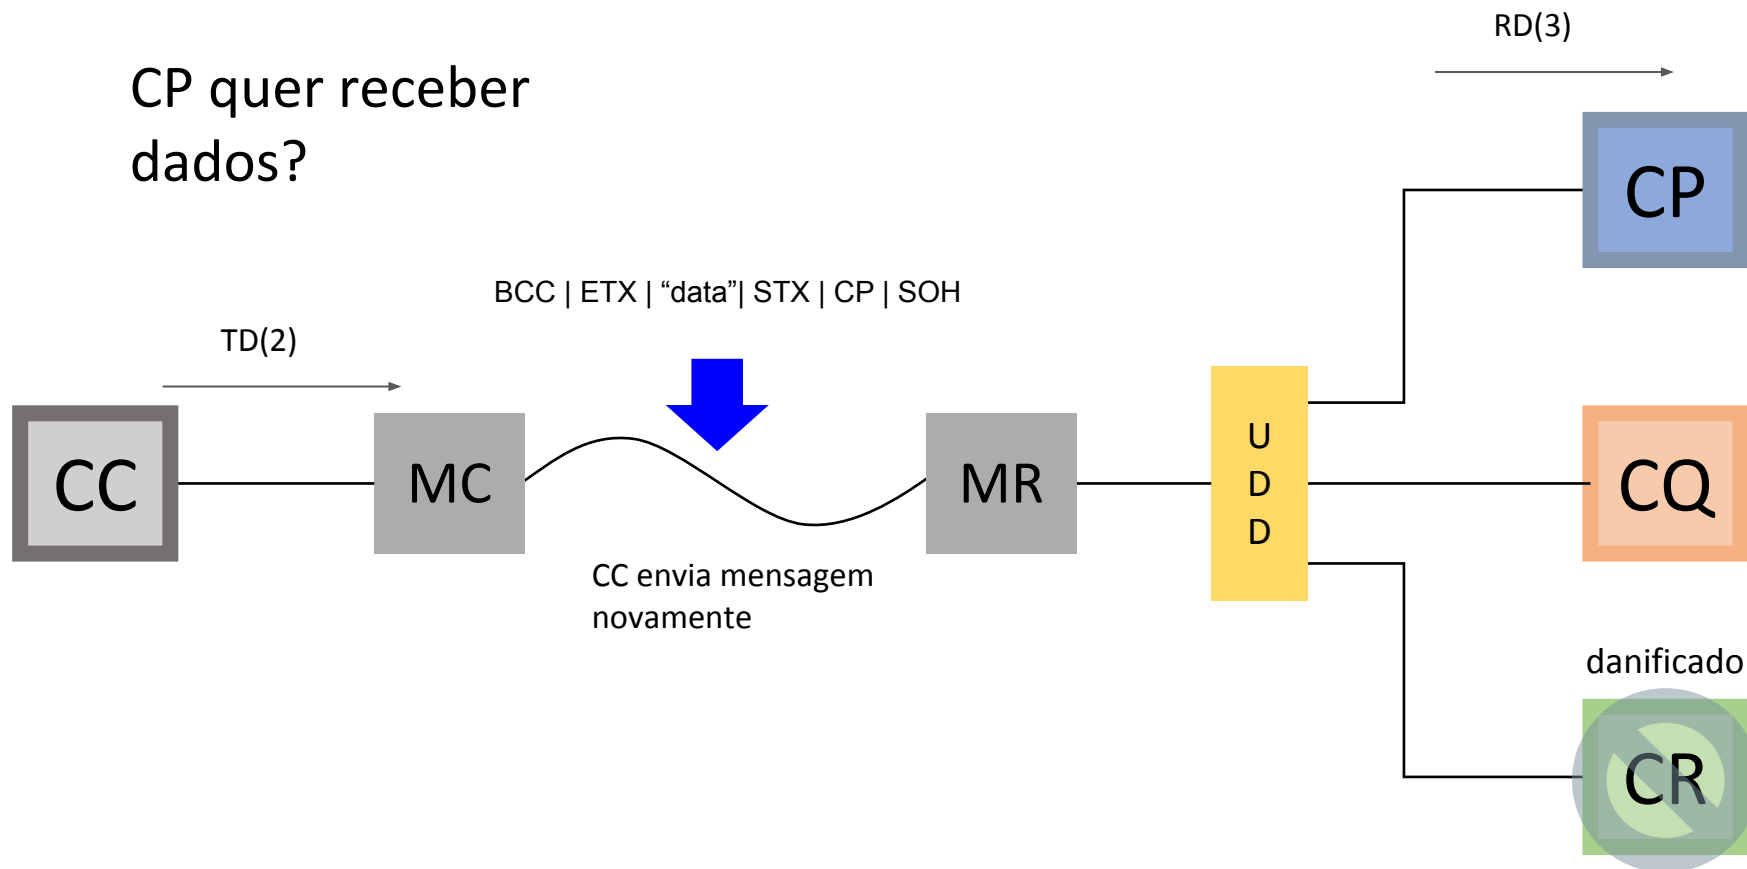 RD(3)
CP quer receber
dados?
CP
BCC | ETX | “data”| STX | CP | SOH
TD(2)
CC
MC
MR
U
D
D
CQ
CC envia mensagem
novamente
danificado
CR